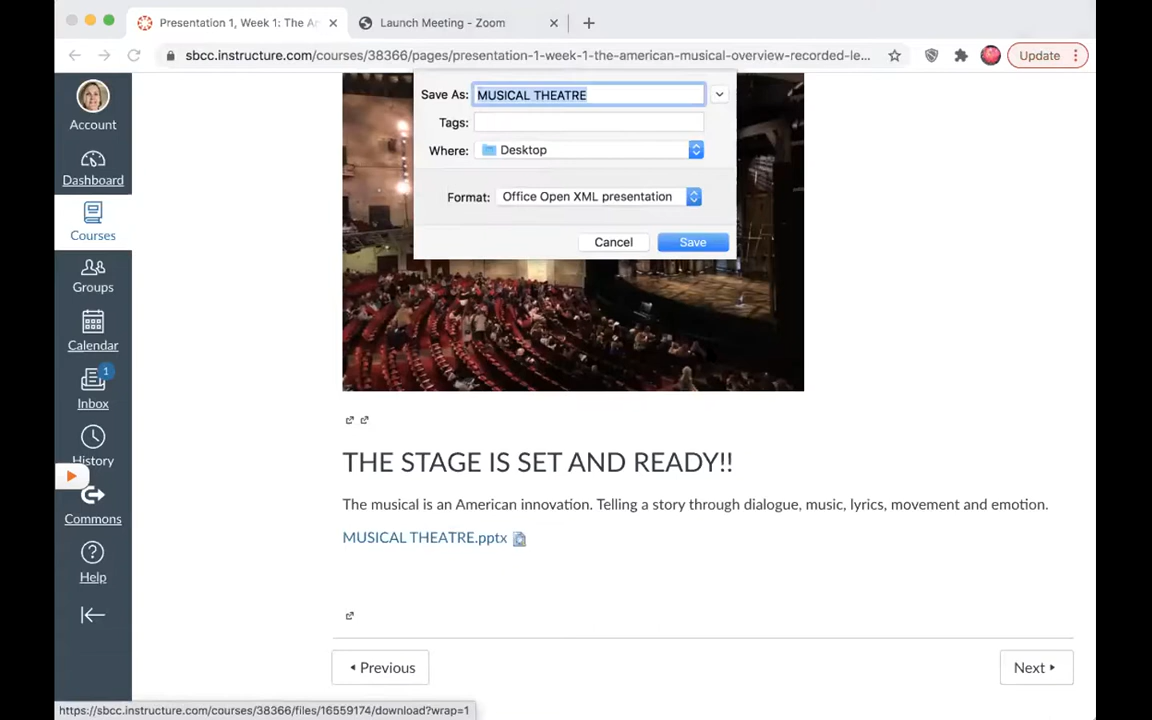 Presentation 1, Week 1: The A
Launch Meeting - Zoom
sbcc.instructure.com/courses/38366/pages/presentation-1-week-1-the-american-musical-overview-recorded-le...
Update
Account
Dashboard
Courses
Groups
Calendar
1
Inbox
History
Commons
Help
Save As: MUSICAL THEATRE
Tags:
Where: Desktop
Format: Office Open XML presentation
Cancel Save
THE STAGE IS SET AND READY!!
The musical is an American innovation. Telling a story through dialogue, music, lyrics, movement and emotion.
MUSICAL THEATRE.pptx
Previous Next
https://sbcc.instructure.com/courses/38366/files/16559174/download?wrap=1